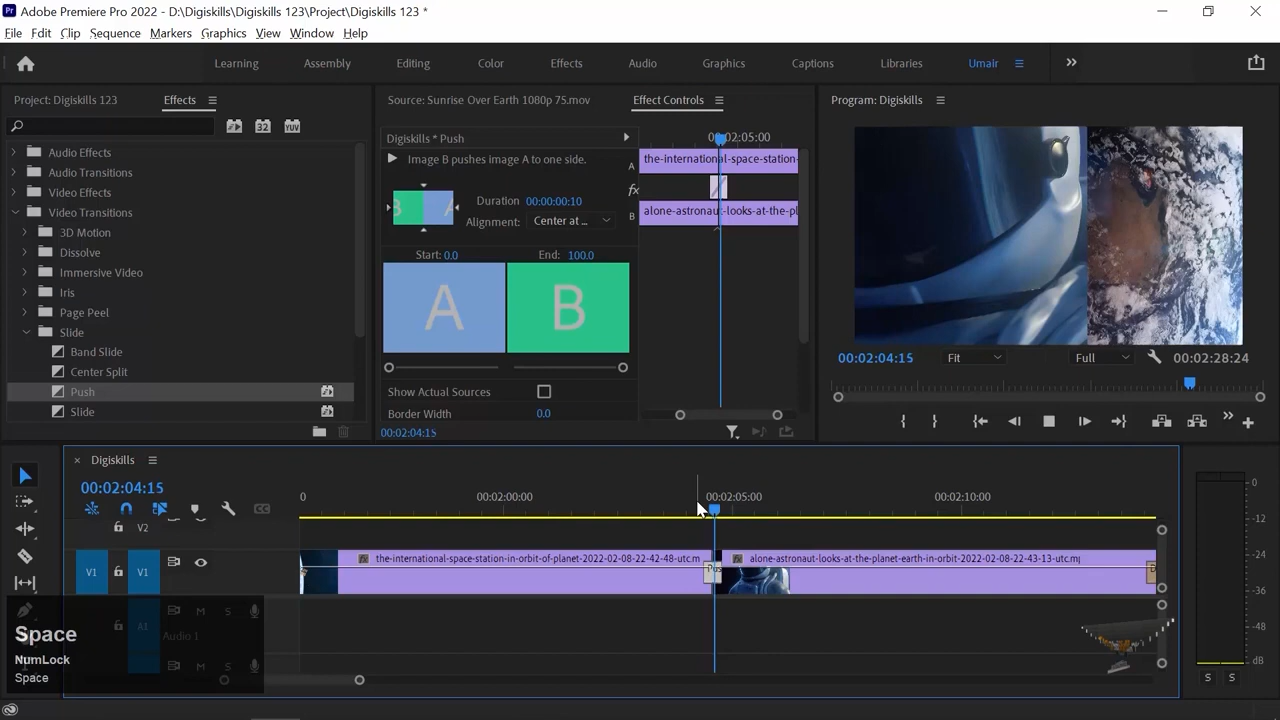 Adobe Premiere Pro 2022 - D:\Digiskills\Digiskills 123\Project\Digiskills 123 *
File Edit Clip Sequence Markers Graphics View Window Help
Learning Assembly Editing Color Effects Audio Graphics Captions Libraries Umair
Project: Digiskills 123 Effects
Source: Sunrise Over Earth 1080p 75.mov Effect Controls
Program: Digiskills
32 YUV
Audio Effects
Audio Transitions
Video Effects
Video Transitions
3D Motion
Dissolve
Immersive Video
Iris
Page Peel
Slide
Band Slide
Center Split
Push
Slide
Digiskills * Push
Image B pushes image A to one side.
Duration 00:00:00:10
Alignment: Center at ...
Start: 0.0 End: 100.0
A B
Show Actual Sources
Border Width 0.0
00:02:04:15
00:02:05:00
A the-international-space-station-
fx
B alone-astronaut-looks-at-the-pl
00:02:04:15 Fit Full 00:02:28:24
Digiskills
00:02:04:15
0 00:02:00:00 00:02:05:00 00:02:10:00
V2
V1 V1 the-international-space-station-in-orbit-of-planet-2022-02-08-22-42-48-utc.m alone-astronaut-looks-at-the-planet-earth-in-orbit-2022-02-08-22-43-13-utc.mp
A1 M S
Audio 1
M S
Space
NumLock
Space
0
-12
-24
-36
-48
dB
S S